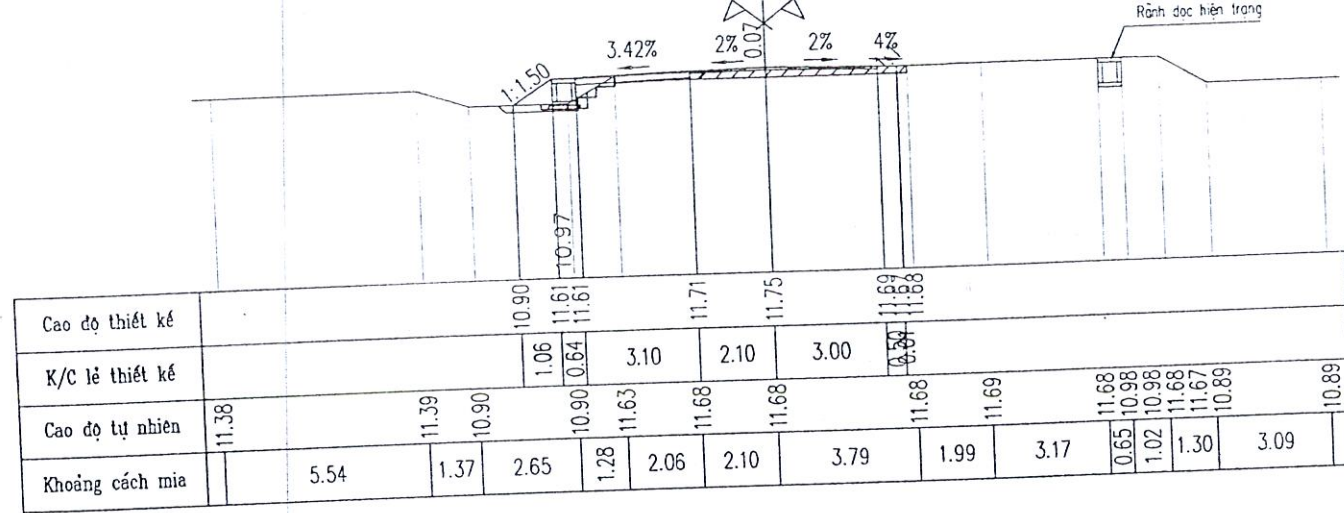 Rãnh dọc hiện trạng
0.07
3.42% 2% 2% 4%
1:1.50
10.97
Cao độ thiết kế 10.90 11.61 11.61 11.71 11.75 11.69 11.67 11.68
K/C lẻ thiết kế 1.06 0.64 3.10 2.10 3.00 0.50
Cao độ tự nhiên 11.38 11.39 10.90 10.90 11.63 11.68 11.68 11.68 11.69 11.68 10.98 10.98 11.68 11.67 10.89 10.89
Khoảng cách mia 5.54 1.37 2.65 1.28 2.06 2.10 3.79 1.99 3.17 0.65 1.02 1.30 3.09